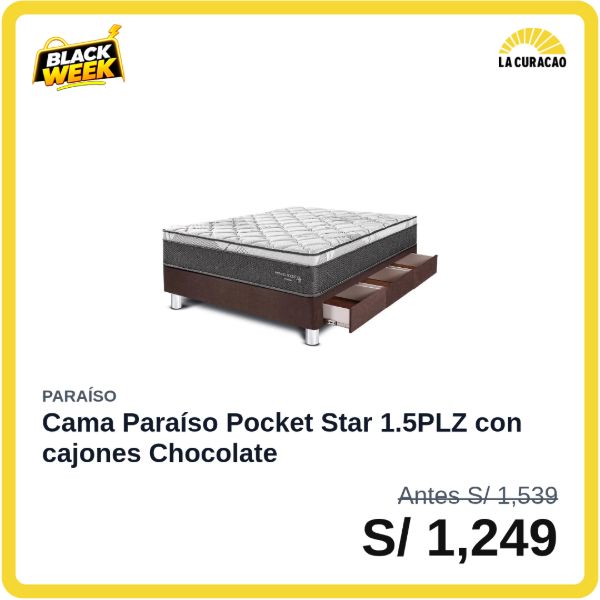 BLACK
WEEK
LA CURACAO
PARAÍSO
Cama Paraíso Pocket Star 1.5PLZ con
cajones Chocolate
Antes S/ 1,539
S/ 1,249